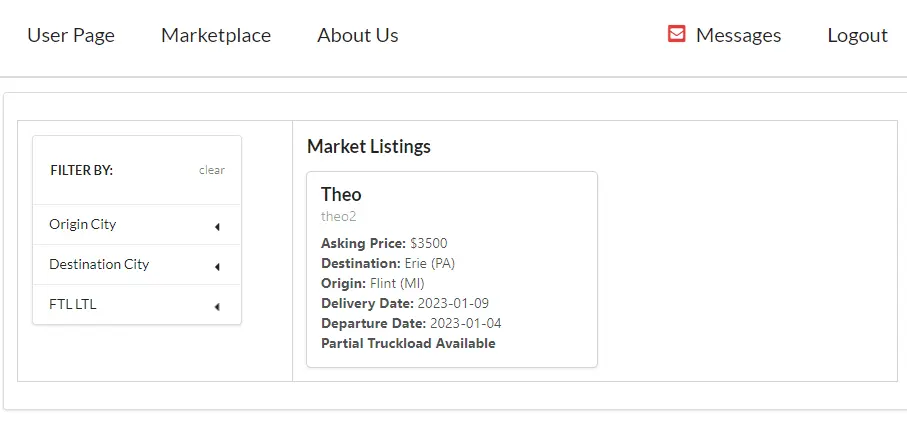 User Page Marketplace About Us Messages Logout
FILTER BY: clear
Origin City
Destination City
FTL LTL
Market Listings
Theo
theo2
Asking Price: $3500
Destination: Erie (PA)
Origin: Flint (MI)
Delivery Date: 2023-01-09
Departure Date: 2023-01-04
Partial Truckload Available